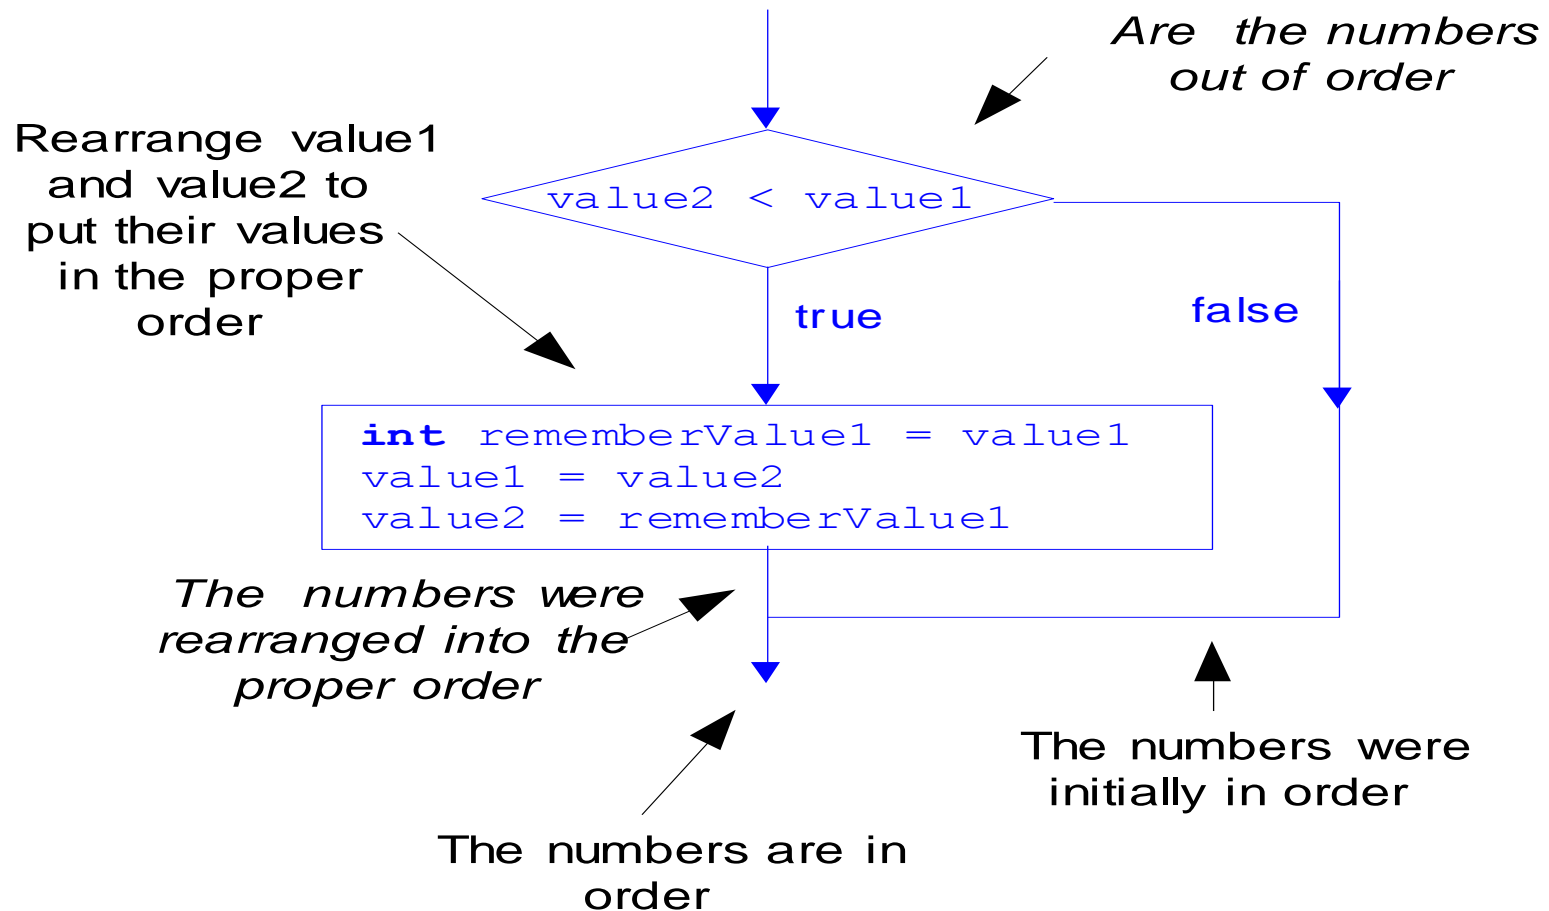 Are the numbers
out of order
Rearrange value1
and value2 to
put their values
in the proper
order
value2 < value1
true
false
int rememberValue1 = value1
value1 = value2
value2 = rememberValue1
The numbers were
rearranged into the
proper order
The numbers were
initially in order
The numbers are in
order